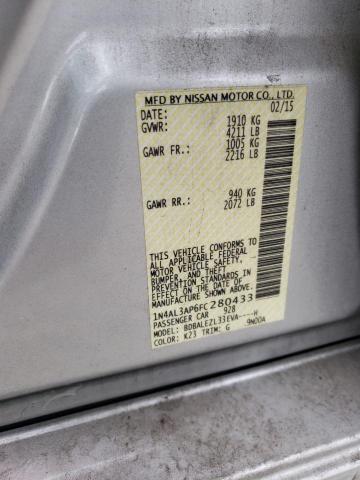 MFD BY NISSAN MOTOR CO., LTD.
DATE: 02/15
GVWR: 1910 KG
4211 LB
GAWR FR.: 1005 KG
2216 LB
GAWR RR.: 940 KG
2072 LB
THIS VEHICLE CONFORMS TO
ALL APPLICABLE FEDERAL
MOTOR VEHICLE SAFETY,
BUMPER, AND THEFT
PREVENTION STANDARDS
IN EFFECT ON THE DATE OF
MANUFACTURE SHOWN ABOVE.
1N4AL3AP6FC280433
PASSENGER CAR 928
MODEL: BDBALEZL33EVA----H
COLOR: K23 TRIM: G 9N00A